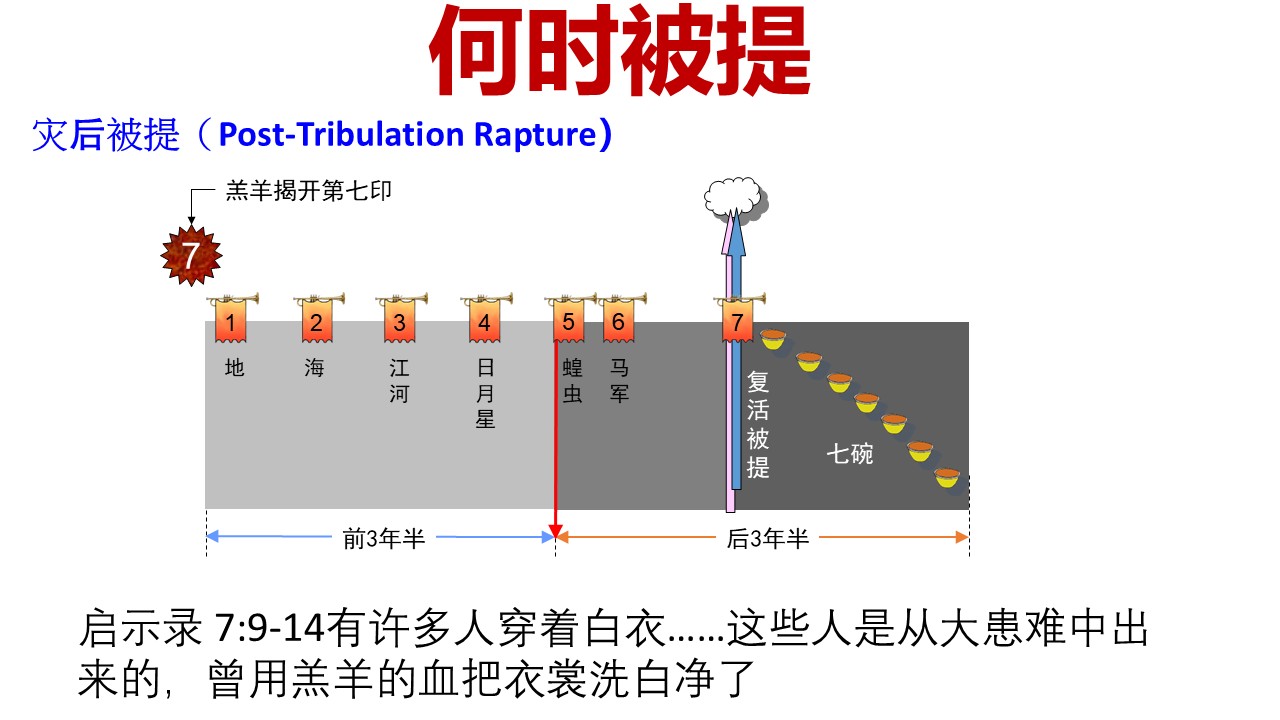 何时被提
灾后被提（Post-Tribulation Rapture）
羔羊揭开第七印
7
1
2
3
4
5
6
7
地
海
江河
日月星
蝗虫
马军
复活被提
七碗
前3年半
后3年半
启示录 7:9-14有许多人穿着白衣……这些人是从大患难中出
来的，曾用羔羊的血把衣裳洗白净了